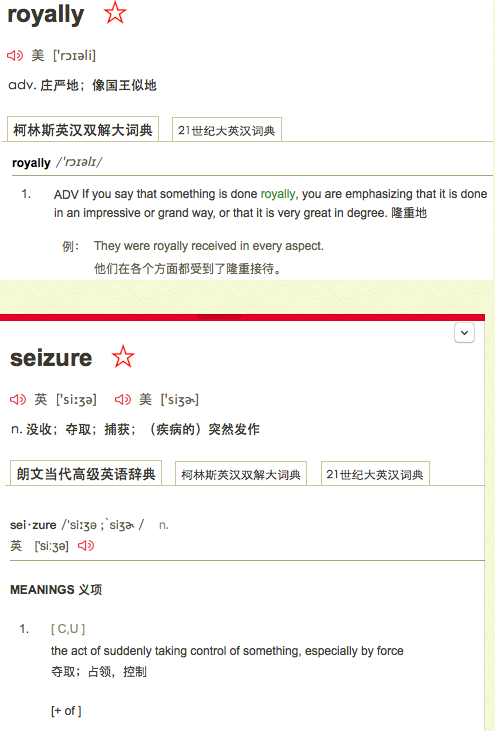 royally
美 ['rɔɪəli]
adv. 庄严地；像国王似地
柯林斯英汉双解大词典 21世纪大英汉词典
royally /ˈrɔɪəlɪ/
1. ADV If you say that something is done royally, you are emphasizing that it is done
in an impressive or grand way, or that it is very great in degree. 隆重地
例： They were royally received in every aspect.
他们在各个方面都受到了隆重接待。
seizure
英 ['siːʒə] 美 ['siʒɚ]
n. 没收；夺取；捕获；（疾病的）突然发作
朗文当代高级英语辞典 柯林斯英汉双解大词典 21世纪大英汉词典
sei·zure /ˈsiːʒə ;ˋsiʒɚ / n.
英 ['siːʒə]
MEANINGS 义项
1. [ C,U ]
the act of suddenly taking control of something, especially by force
夺取；占领，控制
[+ of ]